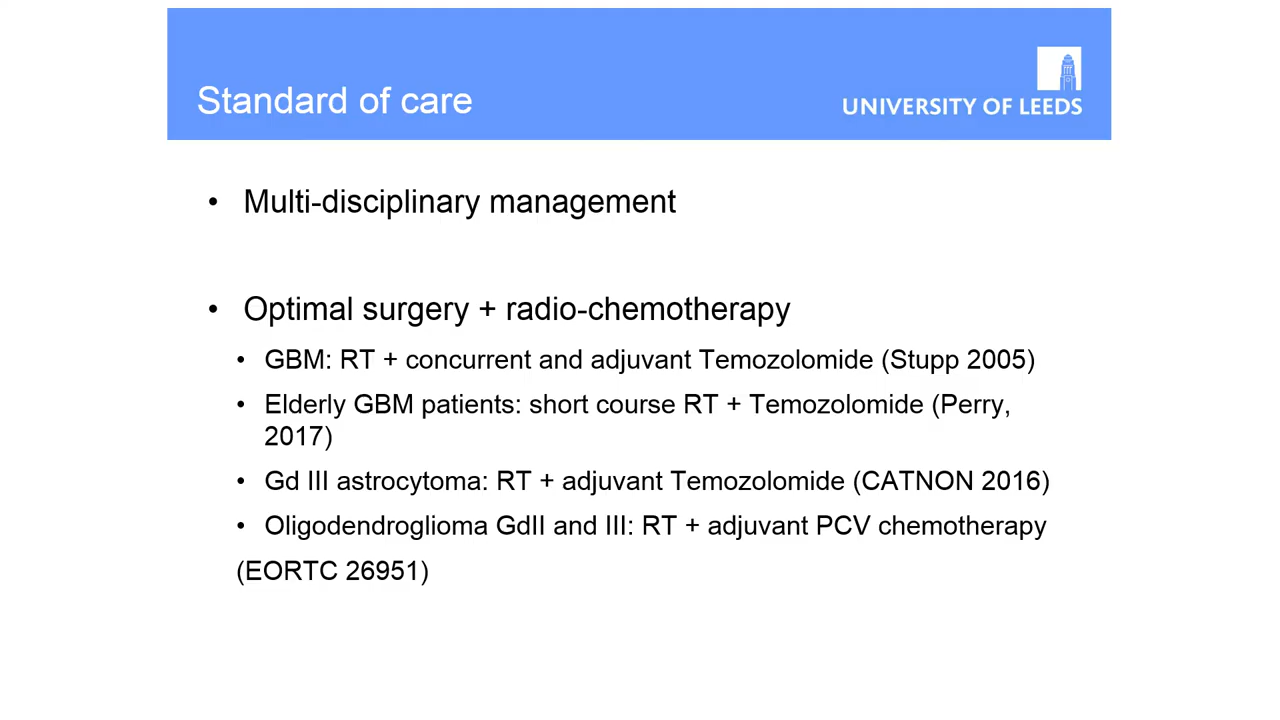 Standard of care
UNIVERSITY OF LEEDS
• Multi-disciplinary management
• Optimal surgery + radio-chemotherapy
• GBM: RT + concurrent and adjuvant Temozolomide (Stupp 2005)
• Elderly GBM patients: short course RT + Temozolomide (Perry,
2017)
• Gd III astrocytoma: RT + adjuvant Temozolomide (CATNON 2016)
• Oligodendroglioma GdII and III: RT + adjuvant PCV chemotherapy
(EORTC 26951)